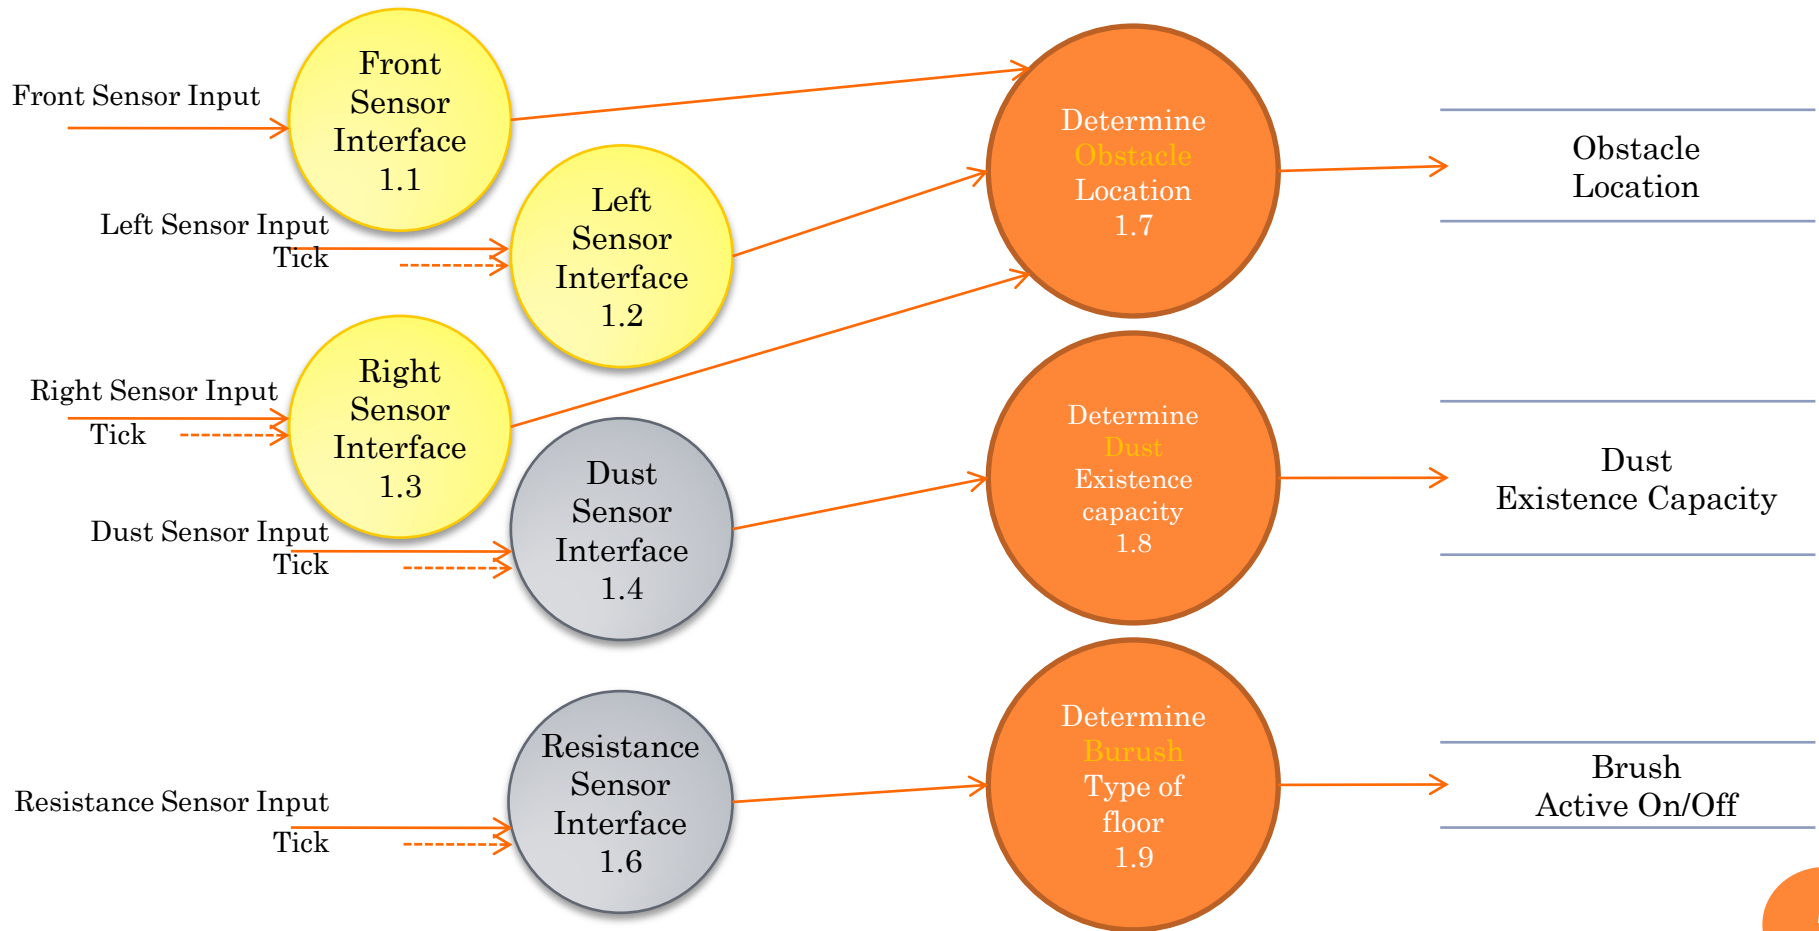 Front Sensor Input
Front
Sensor
Interface
1.1
Left Sensor Input
Tick
Left
Sensor
Interface
1.2
Right Sensor Input
Tick
Right
Sensor
Interface
1.3
Dust Sensor Input
Tick
Dust
Sensor
Interface
1.4
Resistance Sensor Input
Tick
Resistance
Sensor
Interface
1.6
Determine
Obstacle
Location
1.7
Determine
Dust
Existence
capacity
1.8
Determine
Burush
Type of
floor
1.9
Obstacle
Location
Dust
Existence Capacity
Brush
Active On/Off